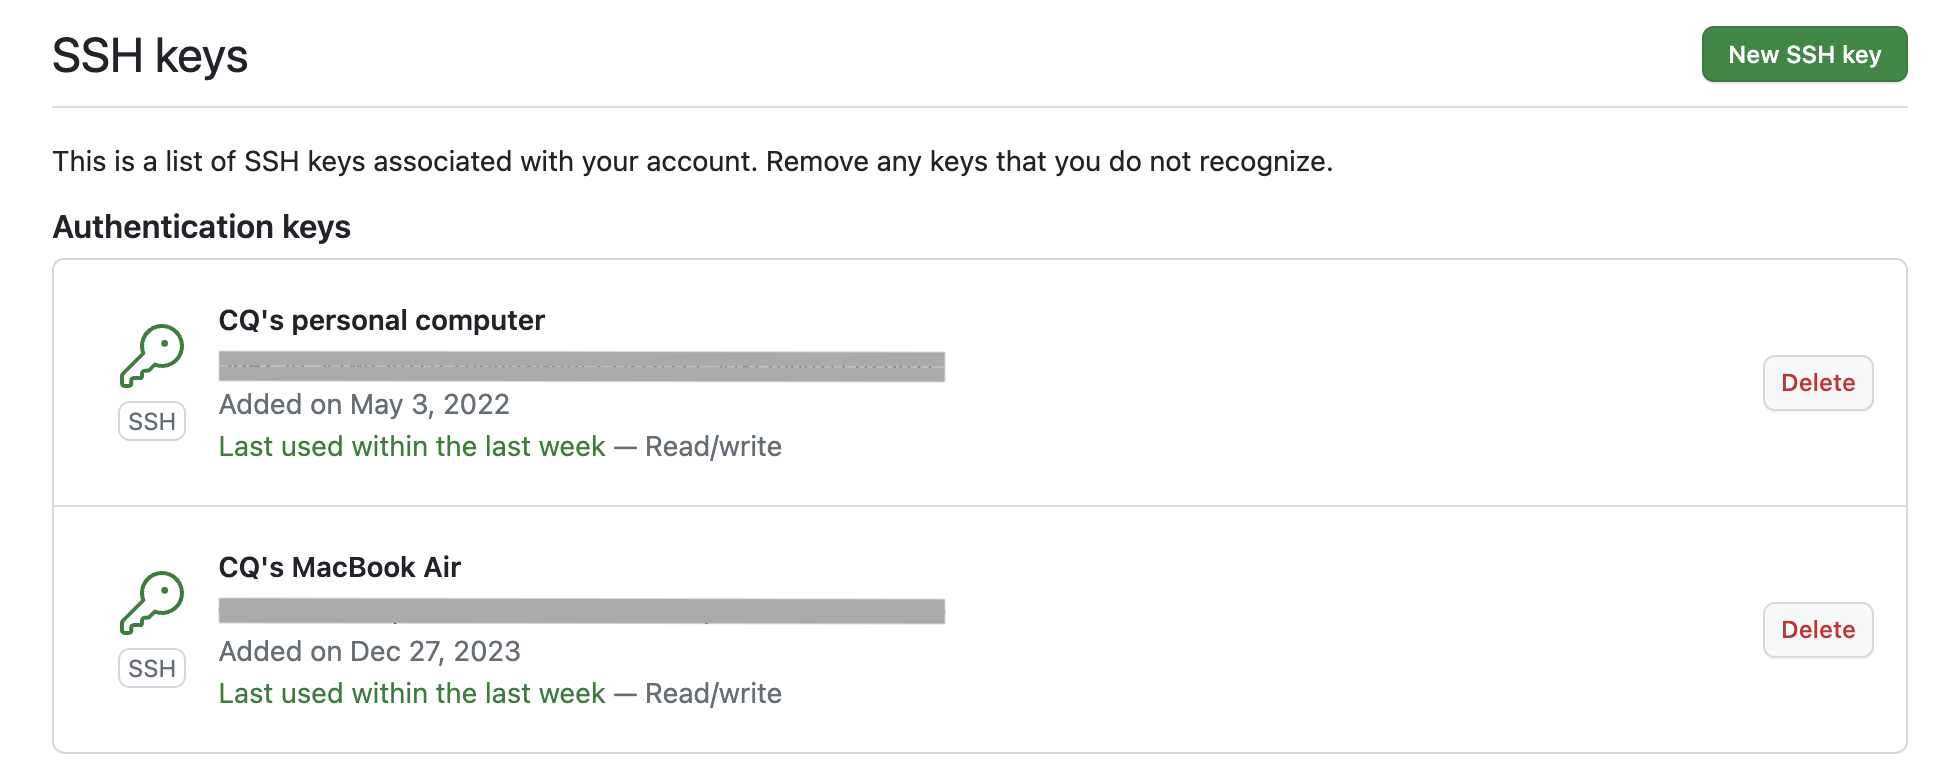 SSH keys
New SSH key
This is a list of SSH keys associated with your account. Remove any keys that you do not recognize.
Authentication keys
CQ's personal computer
Added on May 3, 2022
SSH
Last used within the last week — Read/write
Delete
CQ's MacBook Air
Added on Dec 27, 2023
SSH
Last used within the last week — Read/write
Delete